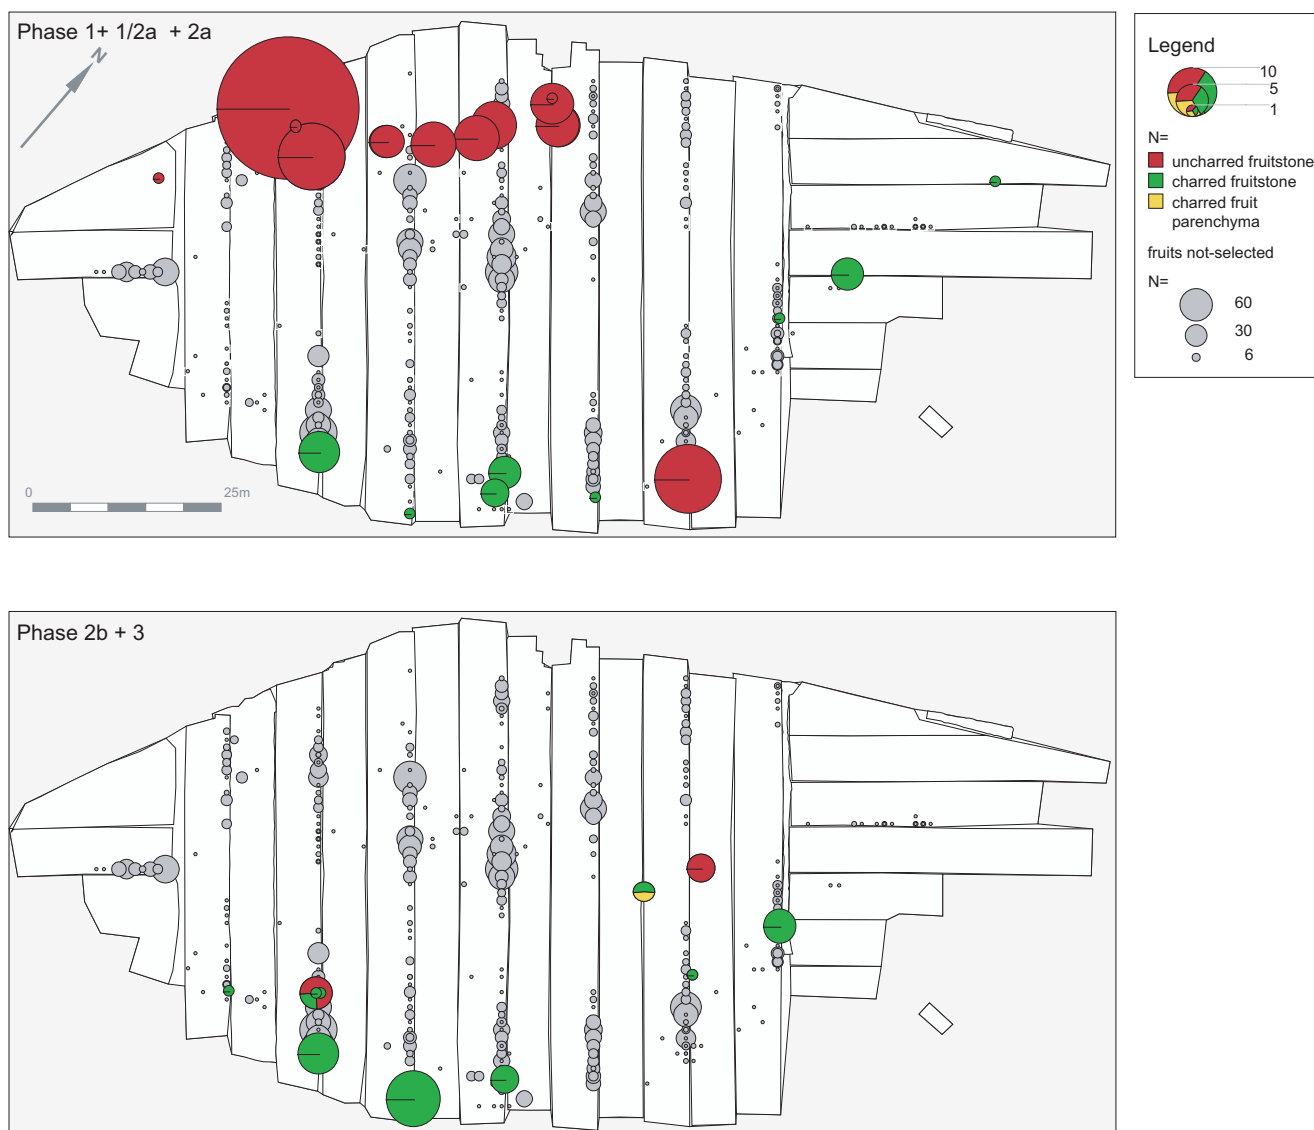 Phase 1+ 1/2a + 2a
N
0
25m
Legend
10
5
1
N=
uncharred fruitstone
charred fruitstone
charred fruit
parenchyma
fruits not-selected
N=
60
30
6
Phase 2b + 3